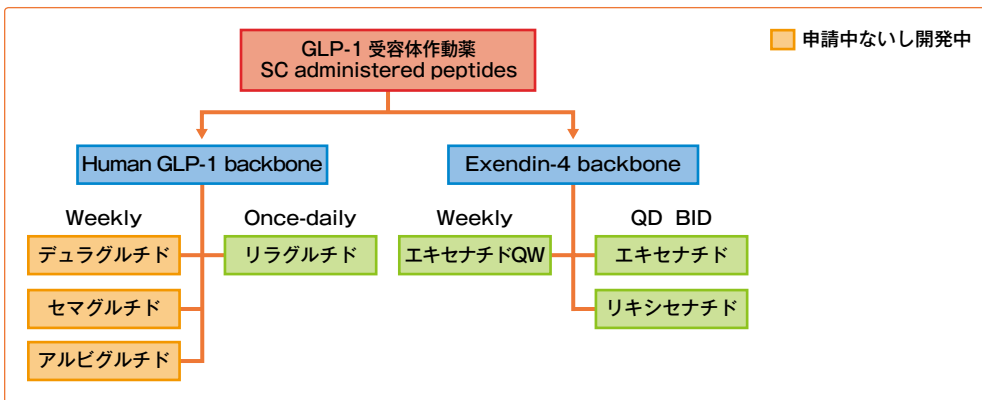 GLP-1 受容体作動薬
SC administered peptides
申請中ないし開発中
Human GLP-1 backbone
Exendin-4 backbone
Weekly
Once-daily
Weekly
QD BID
デュラグルチド
リラグルチド
エキセナチドQW
エキセナチド
セマグルチド
リキシセナチド
アルビグルチド